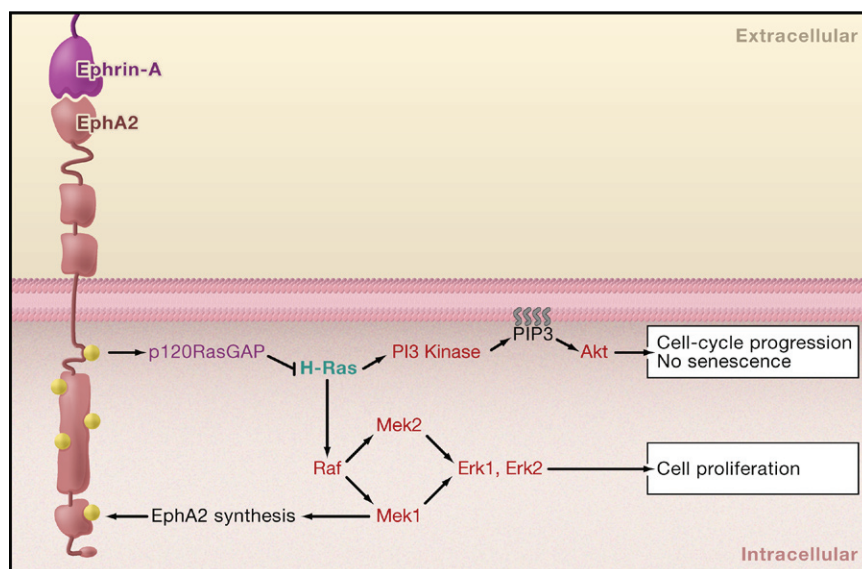 Extracellular
Ephrin-A
EphA2
p120RasGAP
H-Ras
PI3 Kinase
PIP3
Akt
Cell-cycle progression
No senescence
Mek2
Raf
Erk1, Erk2
Cell proliferation
EphA2 synthesis
Mek1
Intracellular